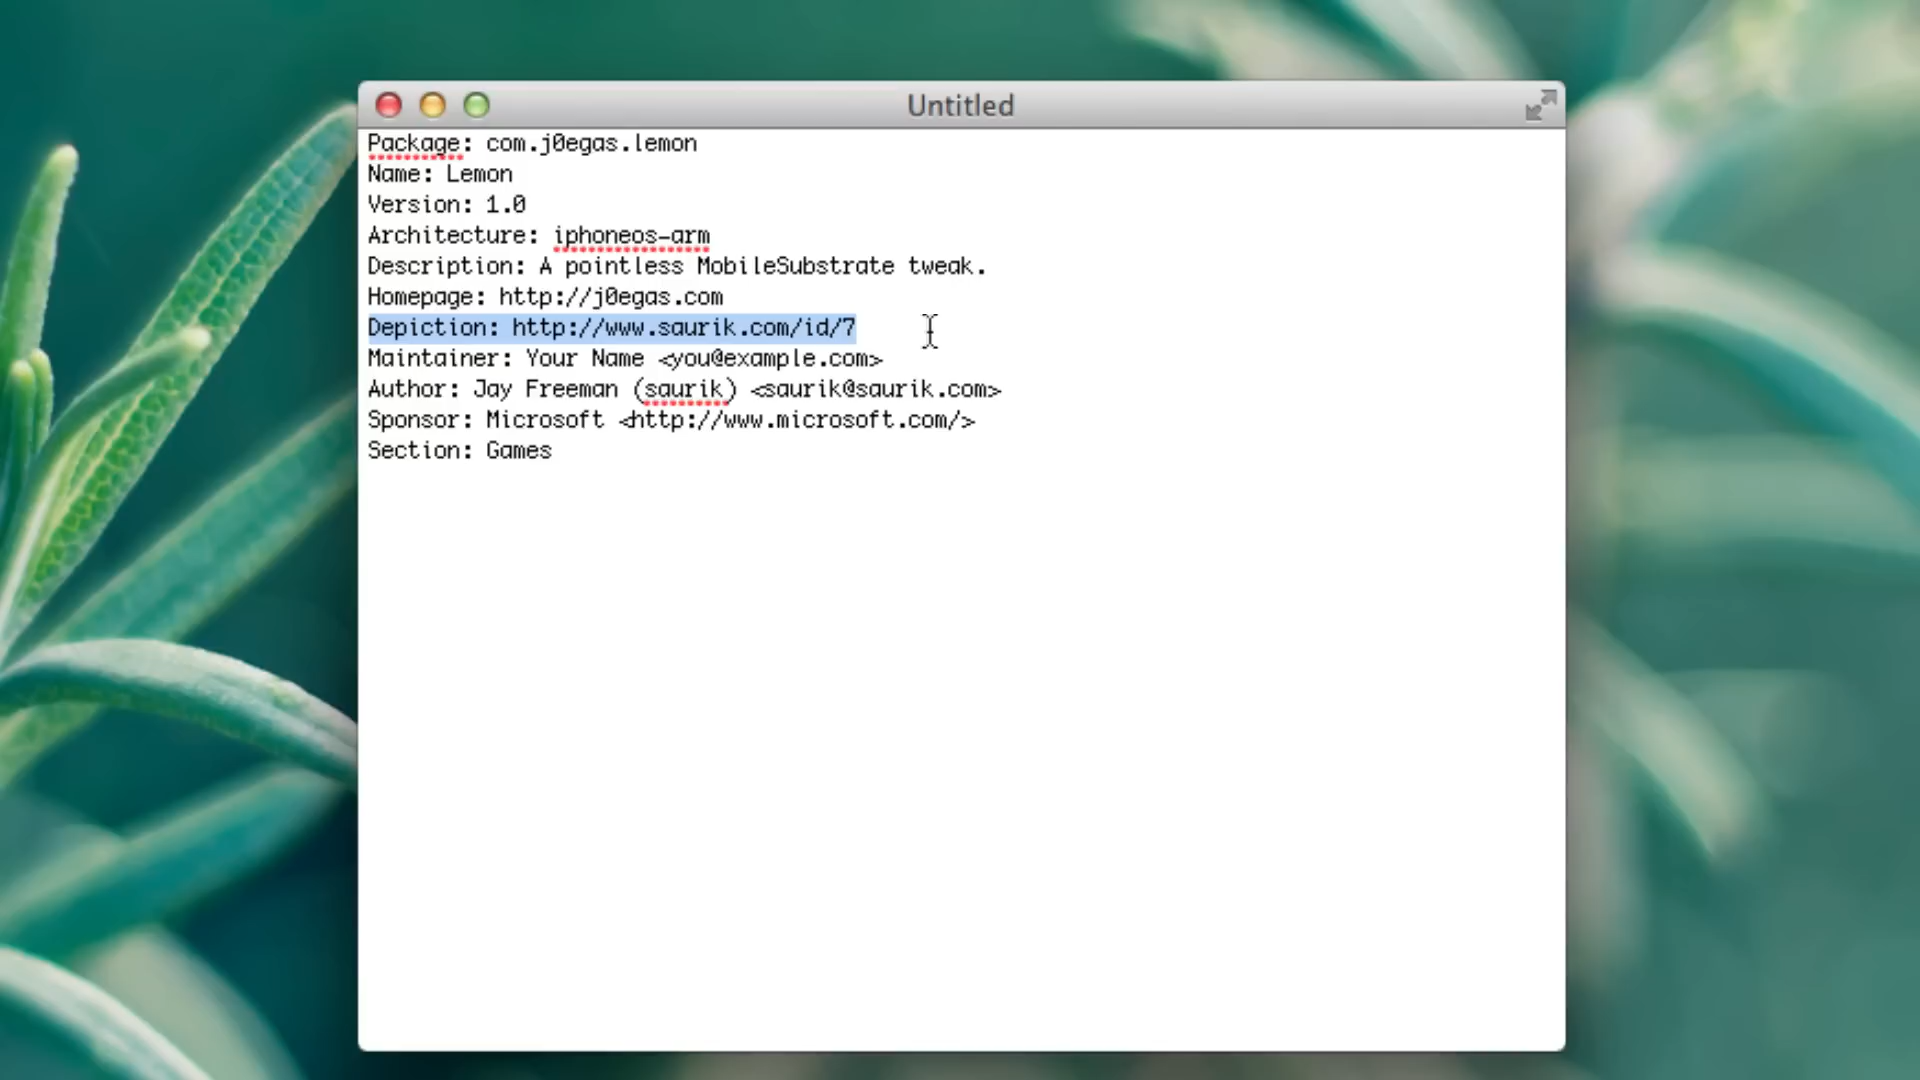 Untitled
Package: com.j0egas.lemon
Name: Lemon
Version: 1.0
Architecture: iphoneos-arm
Description: A pointless MobileSubstrate tweak.
Homepage: http://j0egas.com
Depiction: http://www.saurik.com/id/7
Maintainer: Your Name <you@example.com>
Author: Jay Freeman (saurik) <saurik@saurik.com>
Sponsor: Microsoft <http://www.microsoft.com/>
Section: Games